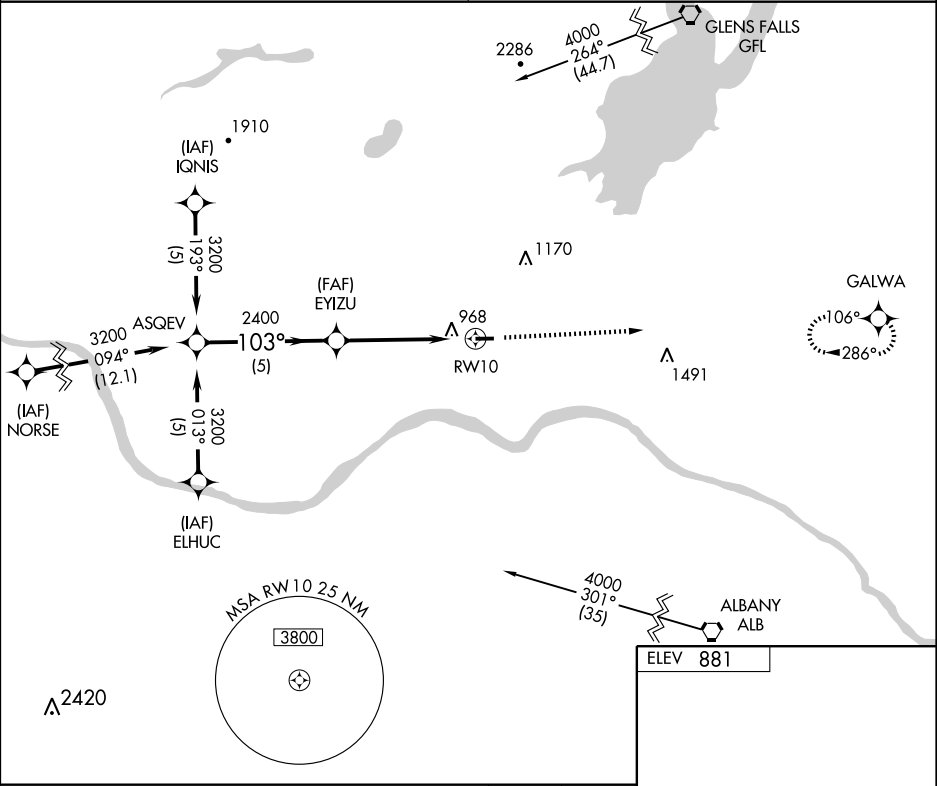 GLENS FALLS
GFL
4000
264°
(44.7)
2286
1910
(IAF)
IQNIS
3200
193°
(5)
1170
(FAF)
EYIZU
GALWA
106°
286°
ASQEV
2400
103°
(5)
968
RW10
3200
094°
(12.1)
1491
(IAF)
NORSE
3200
013°
(5)
(IAF)
ELHUC
4000
301°
(35)
ALBANY
ALB
MSA RW10 25 NM
3800
ELEV 881
2420